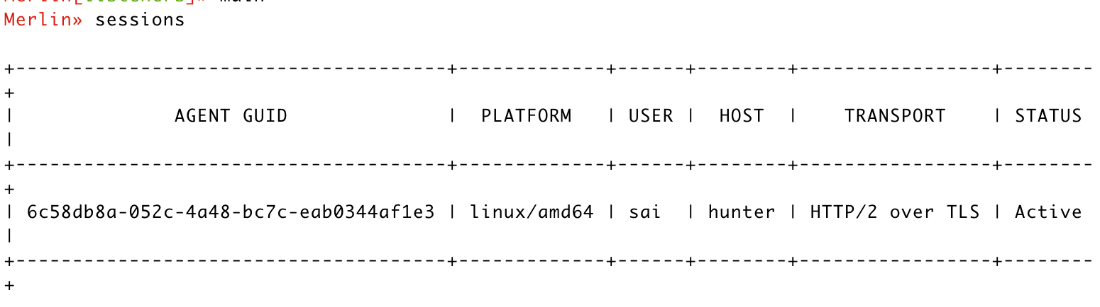 Merlin» sessions
+--------------------------------------+------------+------+--------+-----------------+--------
+
| AGENT GUID | PLATFORM | USER | HOST | TRANSPORT | STATUS
|
+--------------------------------------+------------+------+--------+-----------------+--------
+
| 6c58db8a-052c-4a48-bc7c-eab0344af1e3 | linux/amd64 | sai | hunter | HTTP/2 over TLS | Active
|
+--------------------------------------+------------+------+--------+-----------------+--------
+